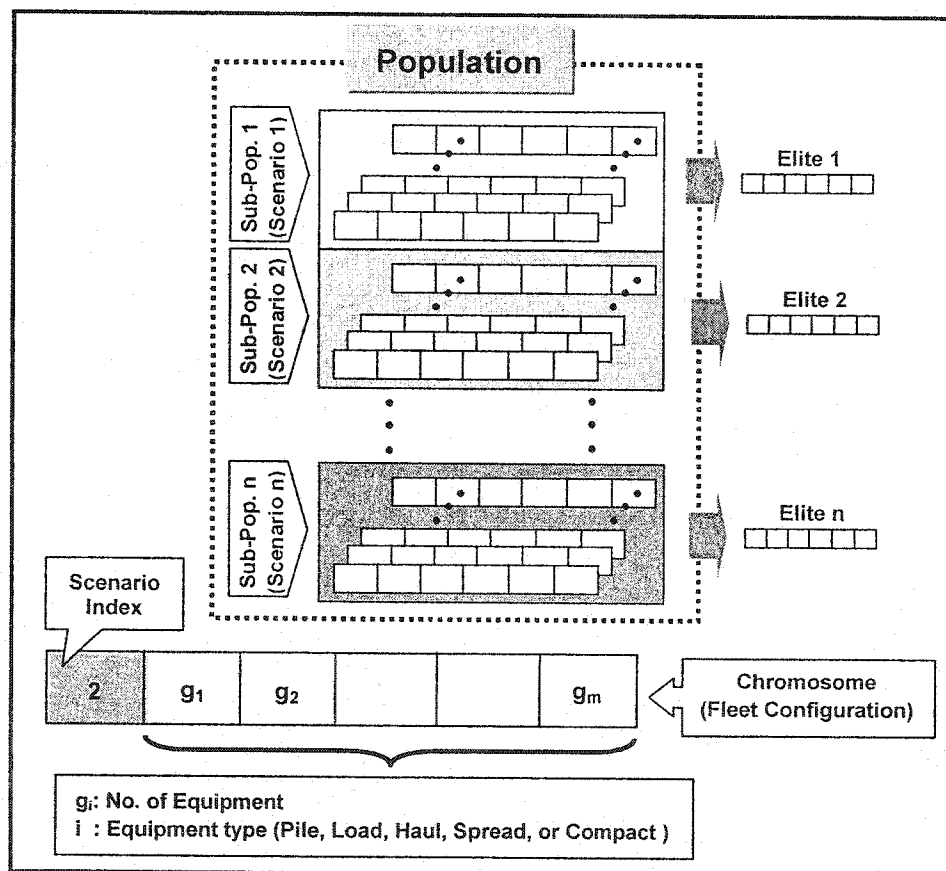 Population
Sub-Pop. 1
(Scenario 1)
Elite 1
Sub-Pop. 2
(Scenario 2)
Elite 2
Sub-Pop. n
(Scenario n)
Elite n
Scenario
Index
2 g1 g2 gm
Chromosome
(Fleet Configuration)
gi: No. of Equipment
i : Equipment type (Pile, Load, Haul, Spread, or Compact )